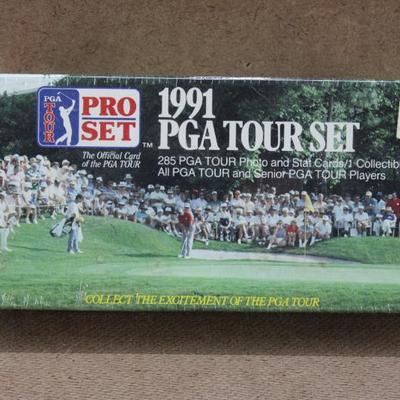 PGA
TOUR
PRO
SET
™
The Official Card
of the PGA TOUR
1991
PGA TOUR SET
285 PGA TOUR Photo and Stat Cards/1 Collectib
All PGA TOUR and Senior PGA TOUR Players
COLLECT THE EXCITEMENT OF THE PGA TOUR